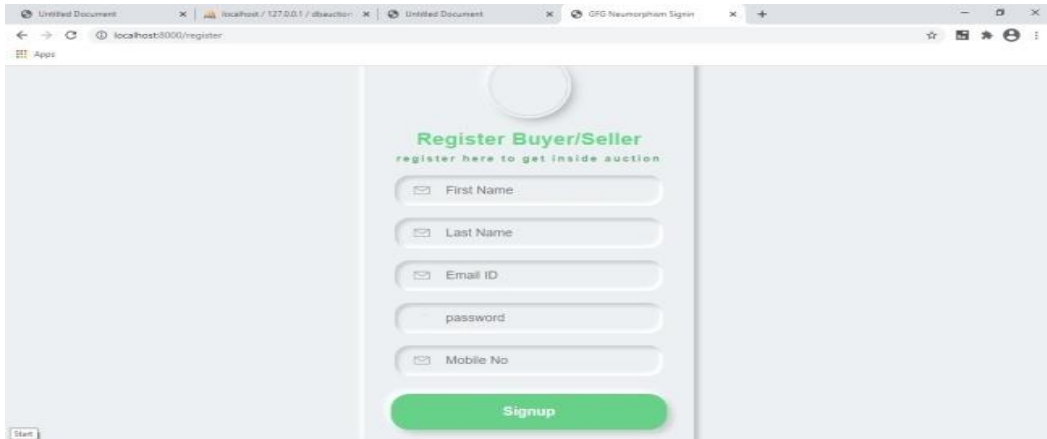 Untitled Document
localhost / 127.0.0.1 / dbauction
Untitled Document
GFG Neumorphism Signin
localhost:3000/register
Apps
Register Buyer/Seller
register here to get inside auction
First Name
Last Name
Email ID
password
Mobile No
Signup
Start